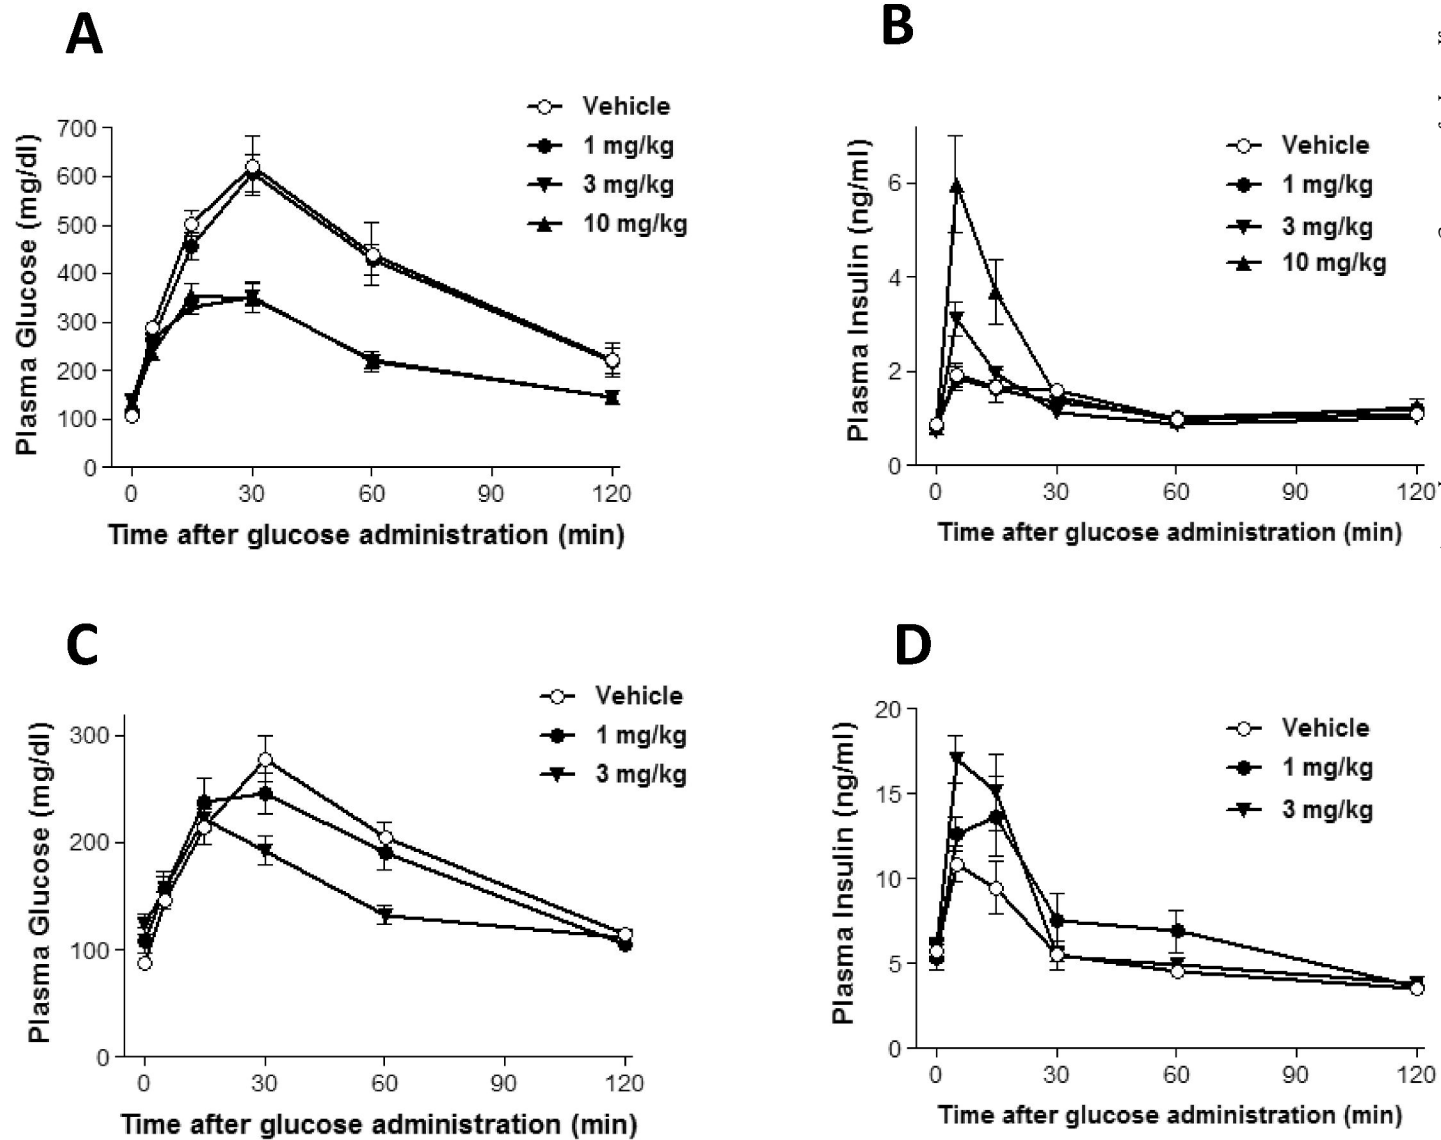 A
Vehicle
1 mg/kg
3 mg/kg
10 mg/kg
Plasma Glucose (mg/dl)
700
600
500
400
300
200
100
0
0 30 60 90 120
Time after glucose administration (min)
B
Vehicle
1 mg/kg
3 mg/kg
10 mg/kg
Plasma Insulin (ng/ml)
6
4
2
0
0 30 60 90 120
Time after glucose administration (min)
C
Vehicle
1 mg/kg
3 mg/kg
Plasma Glucose (mg/dl)
300
200
100
0
0 30 60 90 120
Time after glucose administration (min)
D
Vehicle
1 mg/kg
3 mg/kg
Plasma Insulin (ng/ml)
20
15
10
5
0
0 30 60 90 120
Time after glucose administration (min)